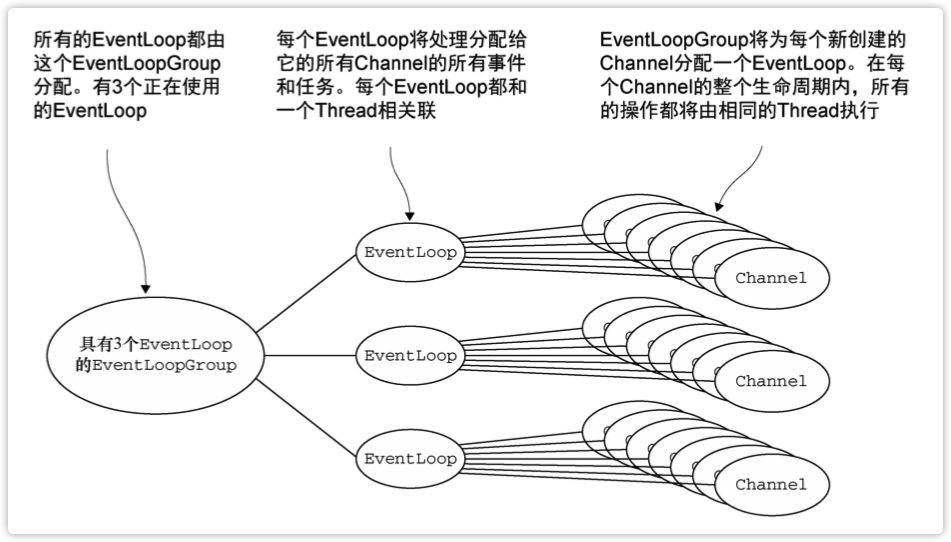 所有的EventLoop都由
这个EventLoopGroup
分配。有3个正在使用
的EventLoop
每个EventLoop将处理分配给
它的所有Channel的所有事件
和任务。每个EventLoop都和
一个Thread相关联
EventLoopGroup将为每个新创建的
Channel分配一个EventLoop。在每
个Channel的整个生命周期内，所有
的操作都将由相同的Thread执行
EventLoop
Channel
具有3个EventLoop
的EventLoopGroup
EventLoop
Channel
EventLoop
Channel